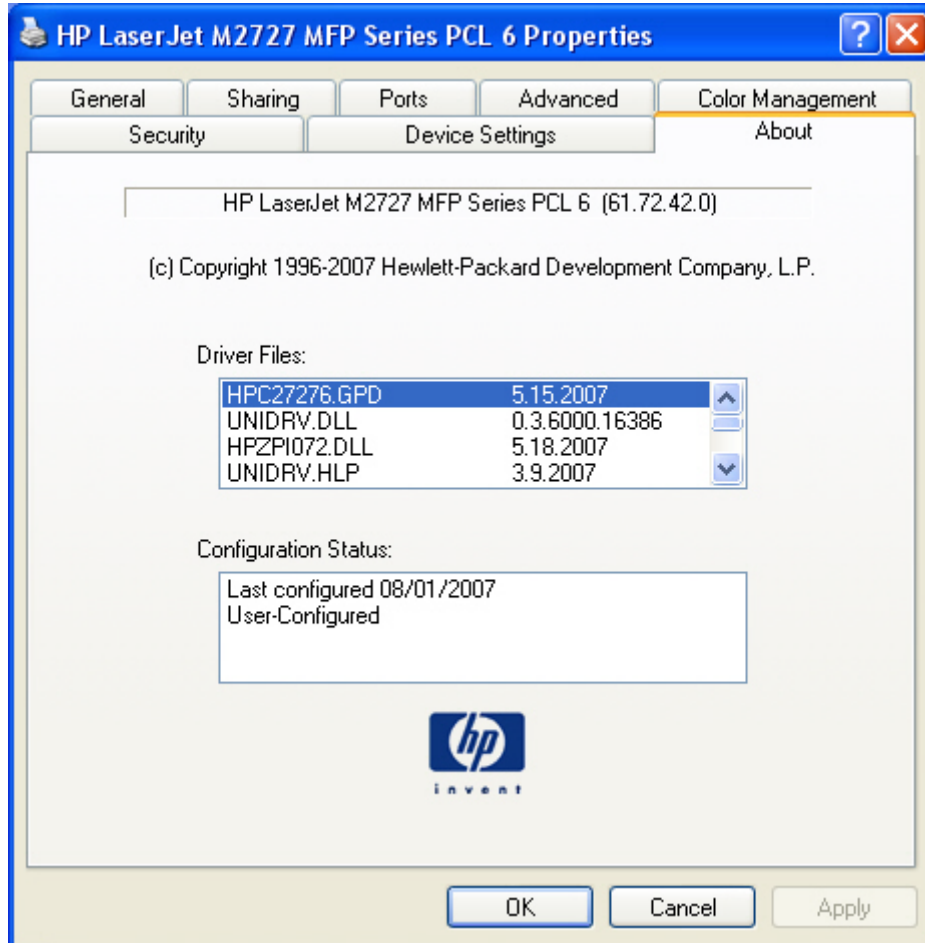 HP LaserJet M2727 MFP Series PCL 6 Properties
General Sharing Ports Advanced Color Management
Security Device Settings About
HP LaserJet M2727 MFP Series PCL 6 (61.72.42.0)
(c) Copyright 1996-2007 Hewlett-Packard Development Company, L.P.
Driver Files:
HPC27276.GPD 5.15.2007
UNIDRV.DLL 0.3.6000.16386
HPZPI072.DLL 5.18.2007
UNIDRV.HLP 3.9.2007
Configuration Status:
Last configured 08/01/2007
User-Configured
hp
invent
OK Cancel Apply